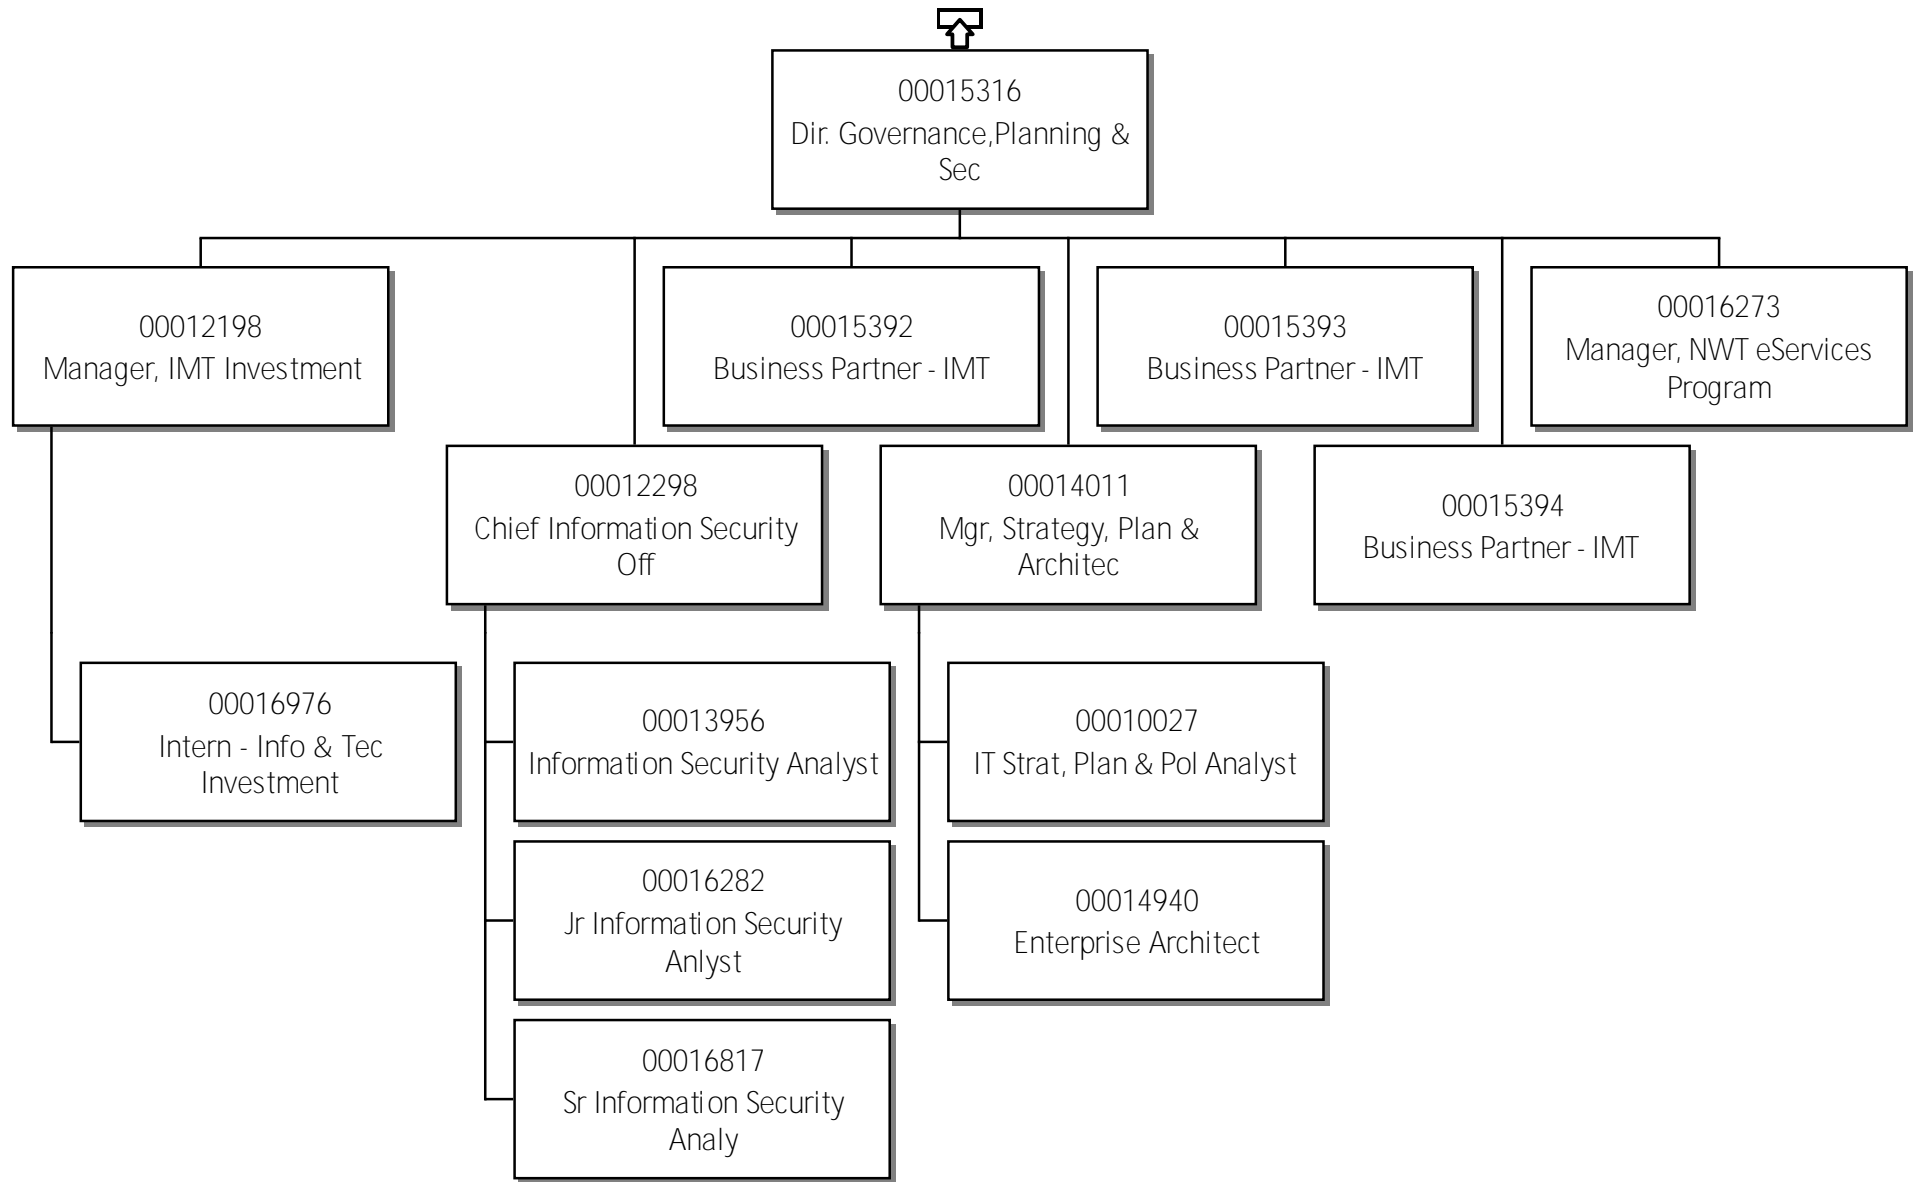 00015316
Dir. Governance,Planning &
Sec
00012198
Manager, IMT Investment
00015392
Business Partner - IMT
00015393
Business Partner - IMT
00016273
Manager, NWT eServices
Program
00012298
Chief Information Security
Off
00014011
Mgr, Strategy, Plan &
Architec
00015394
Business Partner - IMT
00016976
Intern - Info & Tec
Investment
00013956
Information Security Analyst
00010027
IT Strat, Plan & Pol Analyst
00016282
Jr Information Security
Anlyst
00014940
Enterprise Architect
00016817
Sr Information Security
Analy